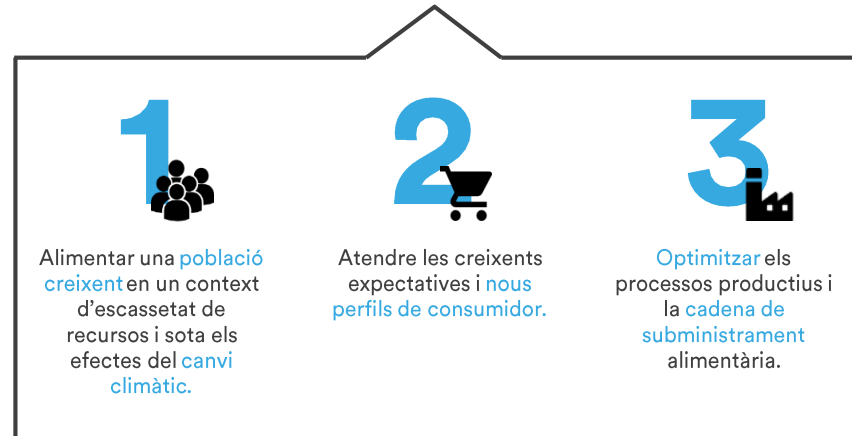 1
Alimentar una població
creixent en un context
d'escassetat de
recursos i sota els
efectes del canvi
climàtic.
2
Atendre les creixents
expectatives i nous
perfils de consumidor.
3
Optimitzar els
processos productius i
la cadena de
subministrament
alimentària.